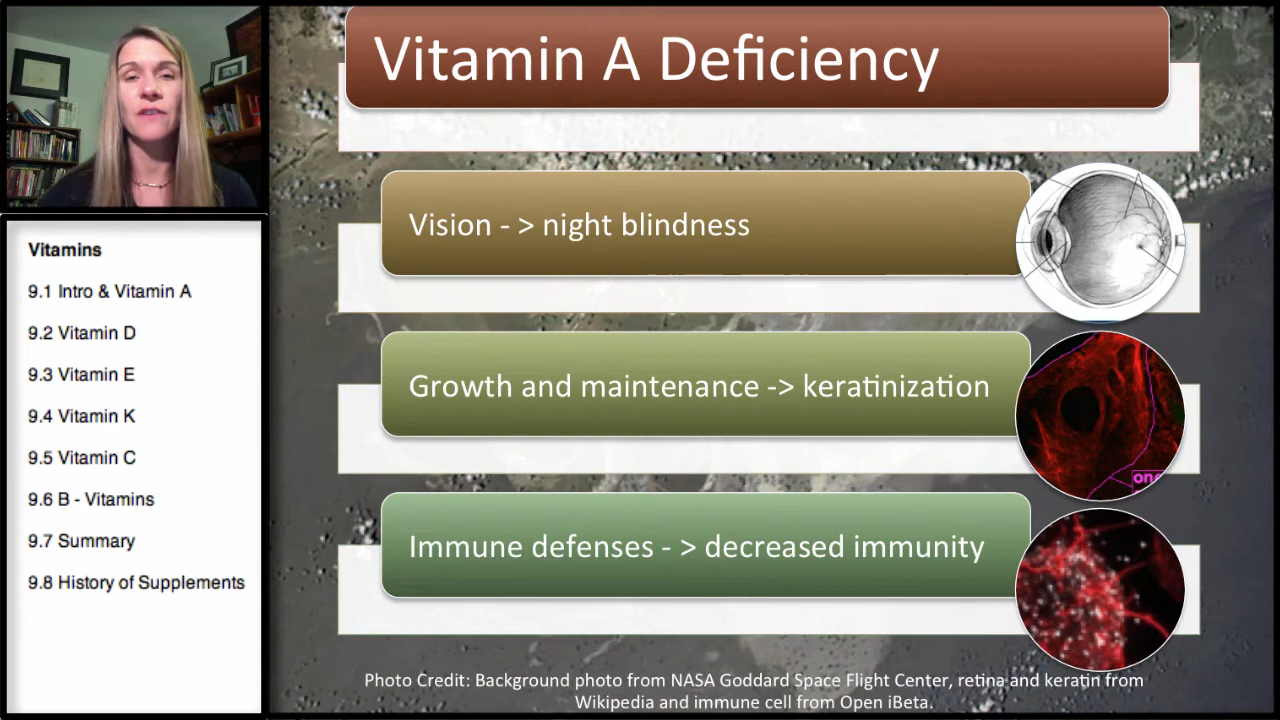 Vitamin A Deficiency
Vision - > night blindness
Growth and maintenance -> keratinization
Immune defenses - > decreased immunity
Vitamins
9.1 Intro & Vitamin A
9.2 Vitamin D
9.3 Vitamin E
9.4 Vitamin K
9.5 Vitamin C
9.6 B - Vitamins
9.7 Summary
9.8 History of Supplements
Photo Credit: Background photo from NASA Goddard Space Flight Center, retina and keratin from
Wikipedia and immune cell from Open iBeta.